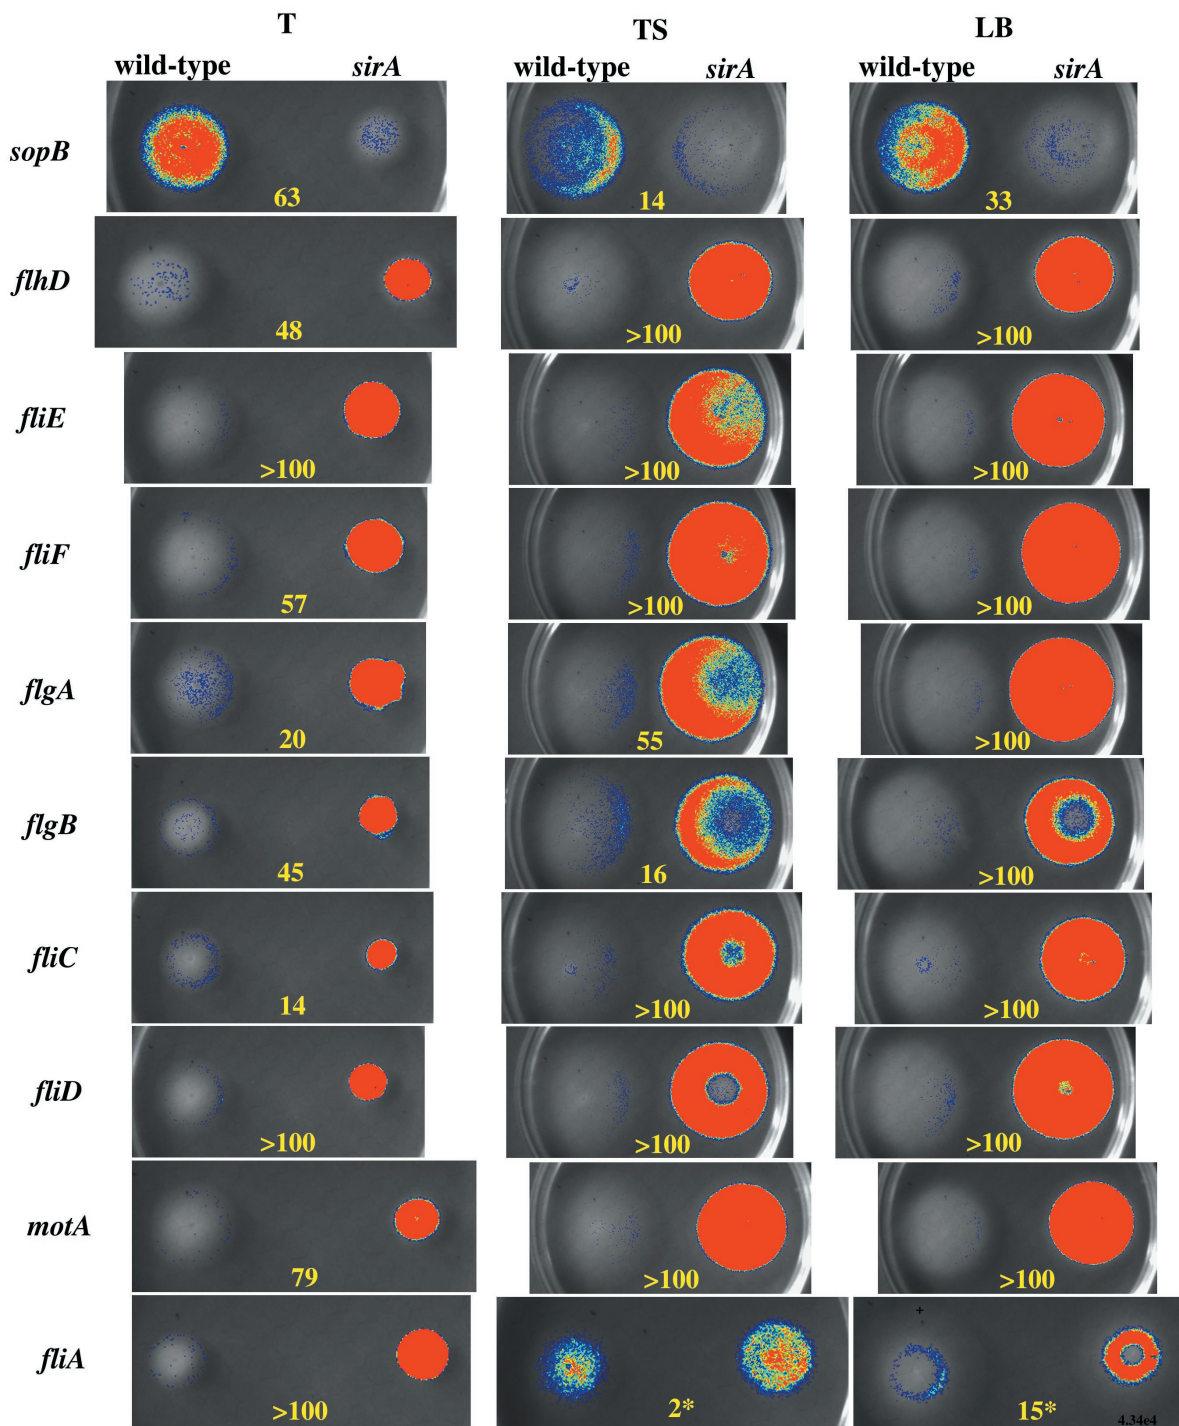 T TS LB
wild-type sirA wild-type sirA wild-type sirA
sopB 63 14 33
flhD 48 >100 >100
fliE >100 >100 >100
fliF 57 >100 >100
flgA 20 55 >100
flgB 45 16 >100
fliC 14 >100 >100
fliD >100 >100 >100
motA 79 >100 >100
fliA >100 2* 15*
+
4.34e4